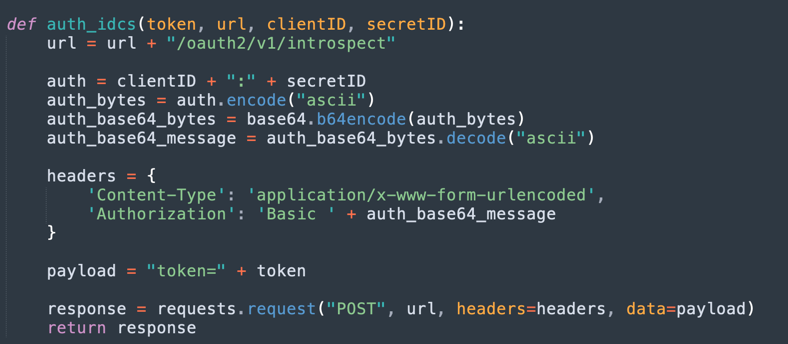 def auth_idcs(token, url, clientID, secretID):
    url = url + "/oauth2/v1/introspect"

    auth = clientID + ":" + secretID
    auth_bytes = auth.encode("ascii")
    auth_base64_bytes = base64.b64encode(auth_bytes)
    auth_base64_message = auth_base64_bytes.decode("ascii")

    headers = {
        'Content-Type': 'application/x-www-form-urlencoded',
        'Authorization': 'Basic ' + auth_base64_message
    }

    payload = "token=" + token

    response = requests.request("POST", url, headers=headers, data=payload)
    return response